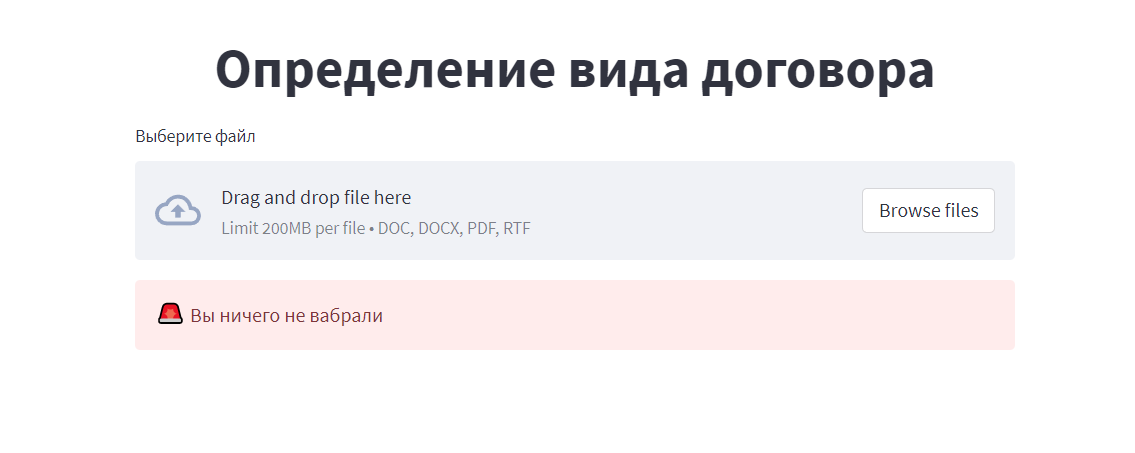 Определение вида договора
Выберите файл
Drag and drop file here
Browse files
Limit 200MB per file • DOC, DOCX, PDF, RTF
Вы ничего не вабрали